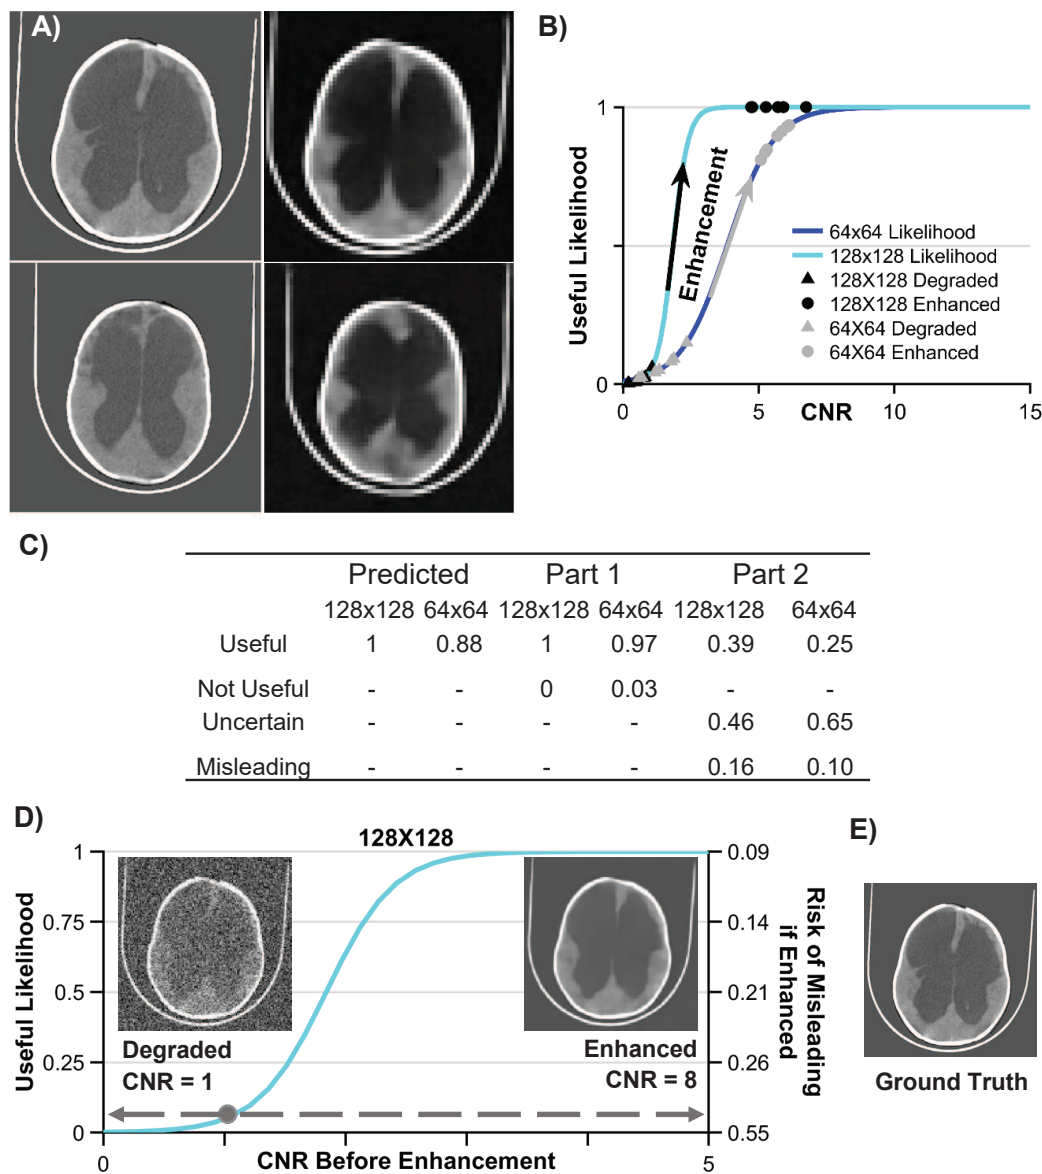 A)
B)
Useful Likelihood
1
0
Enhancement
64x64 Likelihood
128x128 Likelihood
128X128 Degraded
128X128 Enhanced
64X64 Degraded
64X64 Enhanced
0
5
10
15
CNR
C)
Predicted Part 1 Part 2
128x128 64x64 128x128 64x64 128x128 64x64
Useful 1 0.88 1 0.97 0.39 0.25
Not Useful - - 0 0.03 - -
Uncertain - - - - 0.46 0.65
Misleading - - - - 0.16 0.10
D)
128X128
Useful Likelihood
1
0.75
0.5
0.25
0
Degraded
CNR = 1
Enhanced
CNR = 8
0.09
0.14
0.21
0.26
0.55
Risk of Misleading
if Enhanced
0
CNR Before Enhancement
5
E)
Ground Truth